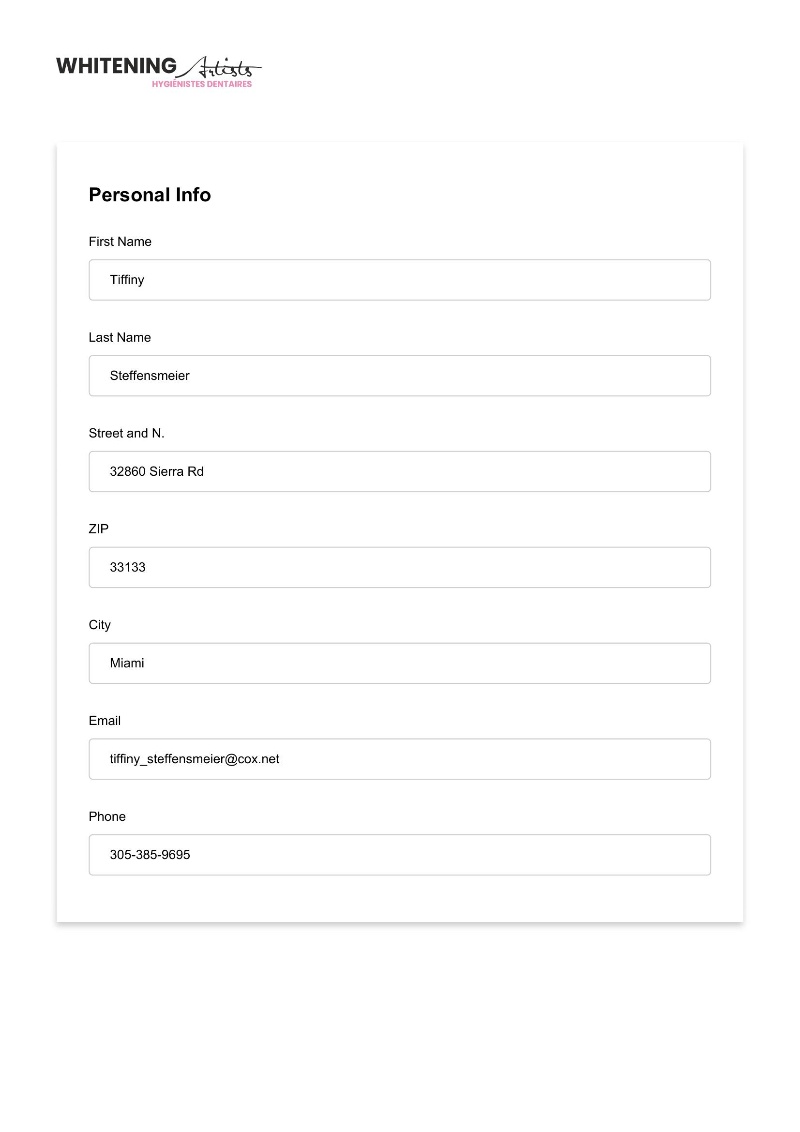 WHITENING Artists
HYGIÉNISTES DENTAIRES
Personal Info
First Name
Tiffiny
Last Name
Steffensmeier
Street and N.
32860 Sierra Rd
ZIP
33133
City
Miami
Email
tiffiny_steffensmeier@cox.net
Phone
305-385-9695